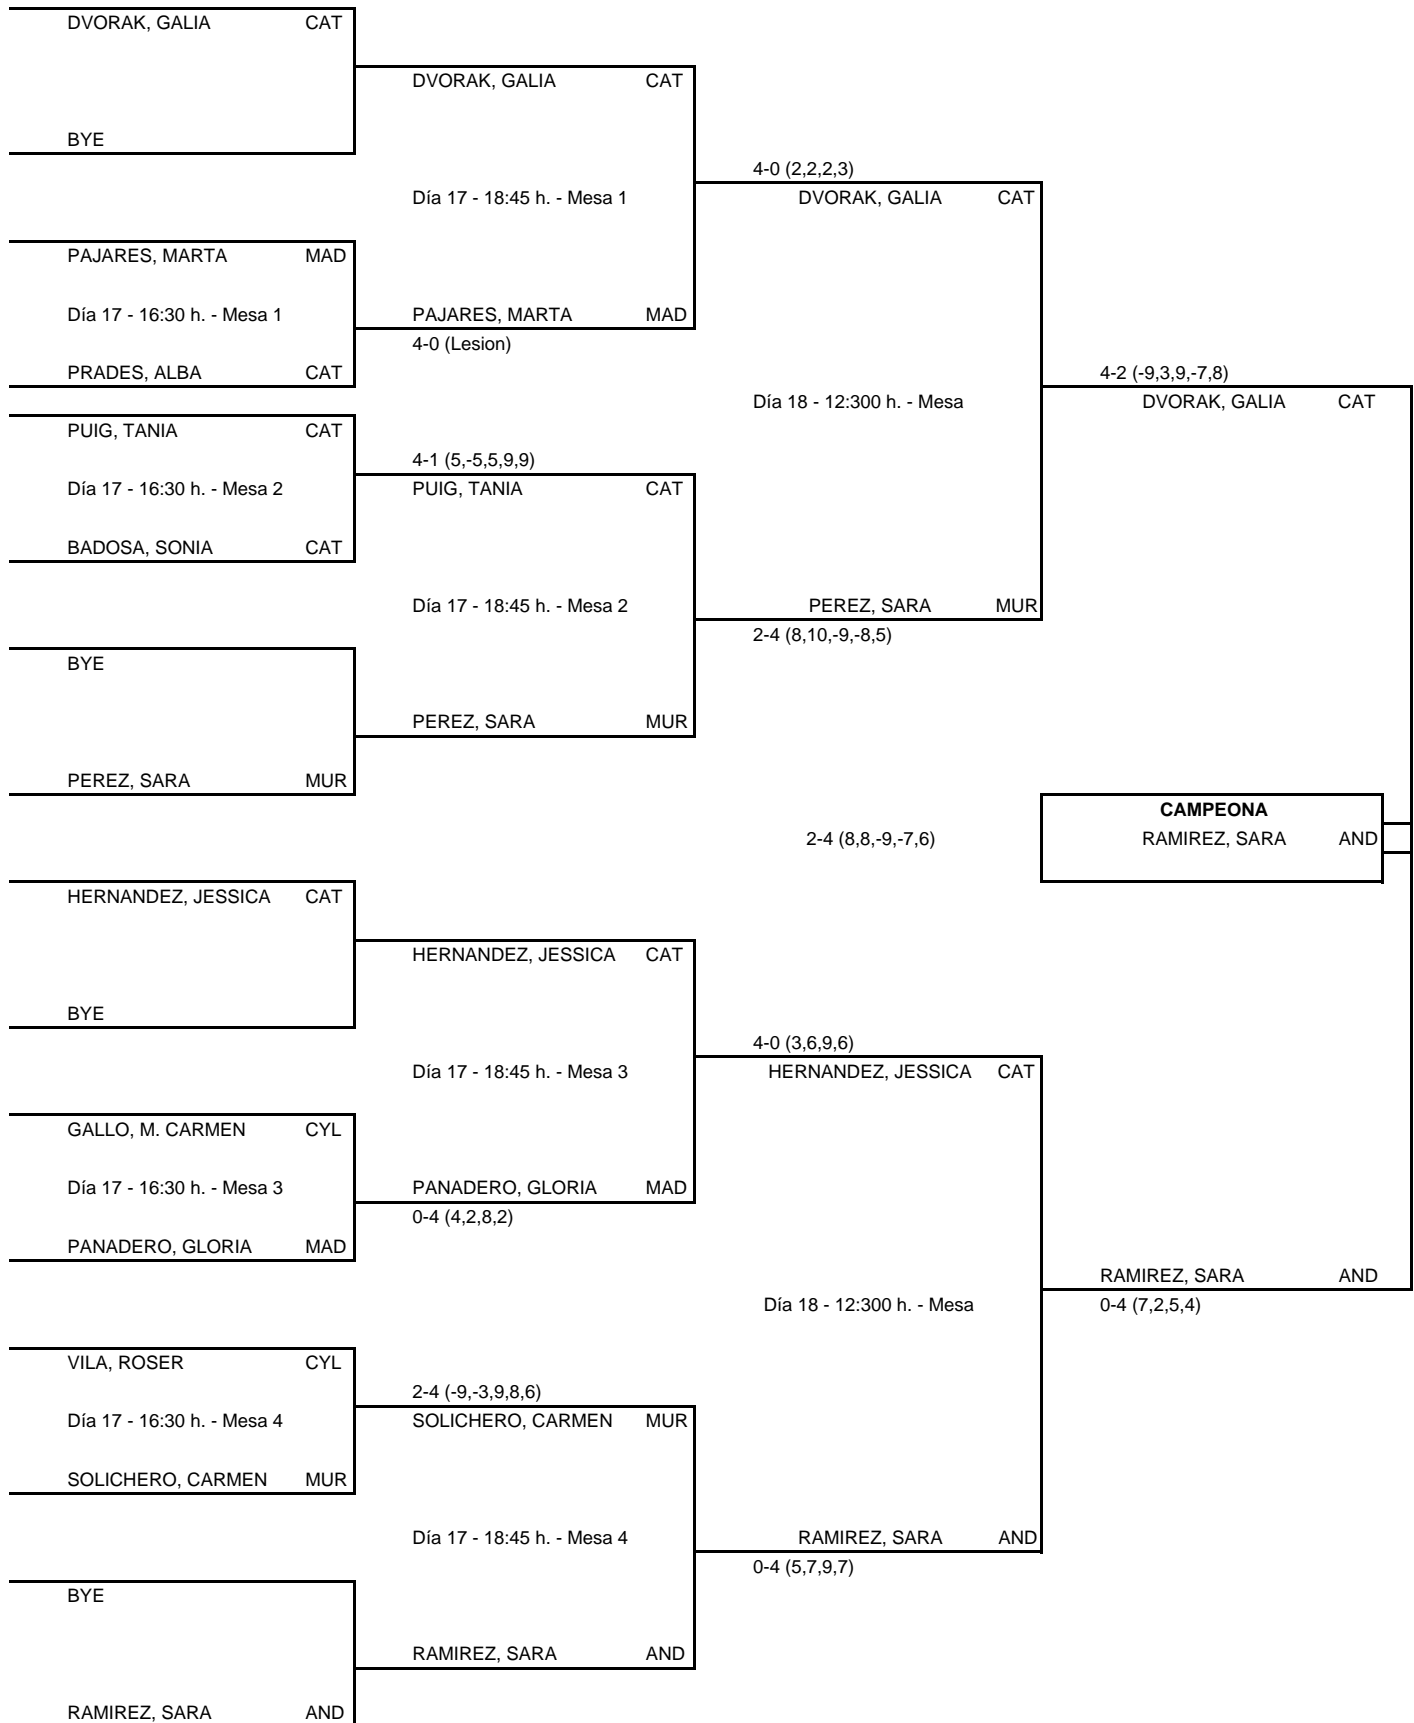 DVORAK, GALIA CAT
DVORAK, GALIA CAT
BYE
4-0 (2,2,2,3)
Día 17 - 18:45 h. - Mesa 1
DVORAK, GALIA CAT
PAJARES, MARTA MAD
Día 17 - 16:30 h. - Mesa 1
PAJARES, MARTA MAD
4-0 (Lesion)
PRADES, ALBA CAT
4-2 (-9,3,9,-7,8)
Día 18 - 12:300 h. - Mesa
DVORAK, GALIA CAT
PUIG, TANIA CAT
4-1 (5,-5,5,9,9)
Día 17 - 16:30 h. - Mesa 2
PUIG, TANIA CAT
BADOSA, SONIA CAT
Día 17 - 18:45 h. - Mesa 2
PEREZ, SARA MUR
2-4 (8,10,-9,-8,5)
BYE
PEREZ, SARA MUR
PEREZ, SARA MUR
CAMPEONA
2-4 (8,8,-9,-7,6)
RAMIREZ, SARA AND
HERNANDEZ, JESSICA CAT
HERNANDEZ, JESSICA CAT
BYE
4-0 (3,6,9,6)
Día 17 - 18:45 h. - Mesa 3
HERNANDEZ, JESSICA CAT
GALLO, M. CARMEN CYL
Día 17 - 16:30 h. - Mesa 3
PANADERO, GLORIA MAD
0-4 (4,2,8,2)
PANADERO, GLORIA MAD
RAMIREZ, SARA AND
Día 18 - 12:300 h. - Mesa
0-4 (7,2,5,4)
VILA, ROSER CYL
2-4 (-9,-3,9,8,6)
Día 17 - 16:30 h. - Mesa 4
SOLICHERO, CARMEN MUR
SOLICHERO, CARMEN MUR
Día 17 - 18:45 h. - Mesa 4
RAMIREZ, SARA AND
0-4 (5,7,9,7)
BYE
RAMIREZ, SARA AND
RAMIREZ, SARA AND